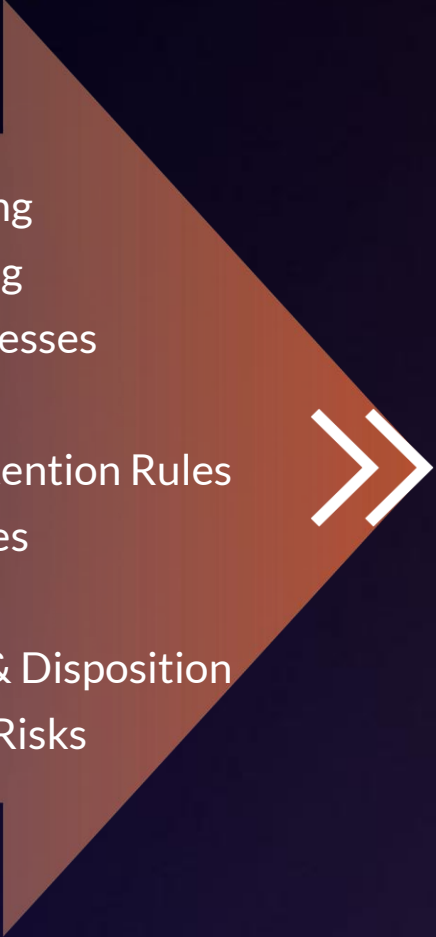 ng
g
esses
ention Rules
es
& Disposition
Risks